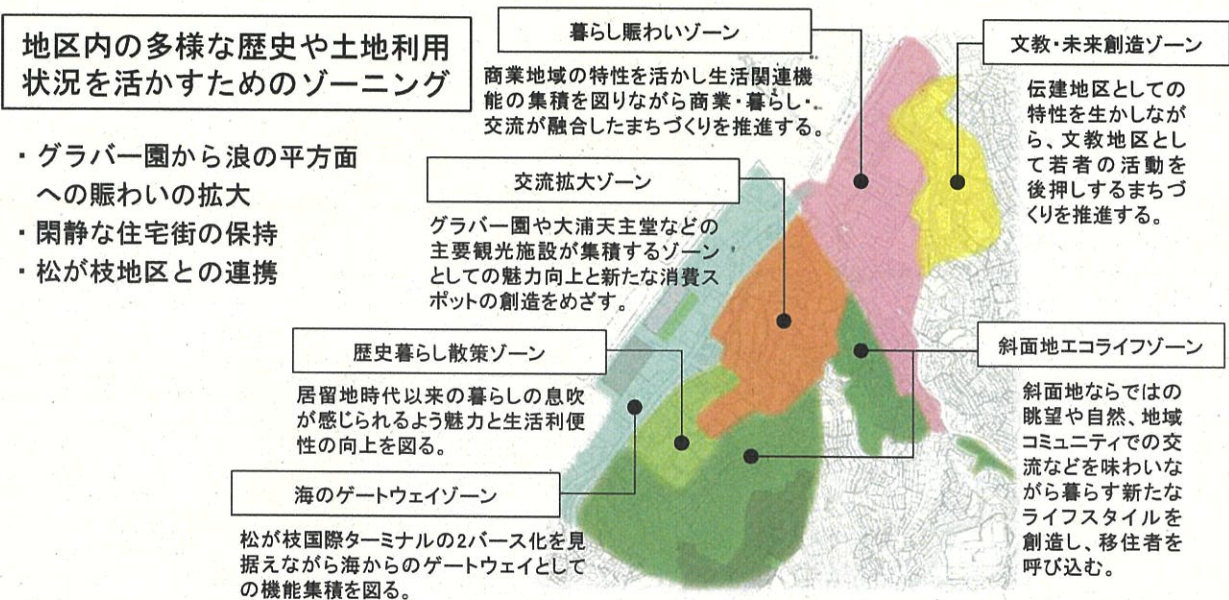 地区内の多様な歴史や土地利用
状況を活かすためのゾーニング
・グラバー園から浪の平方面
への賑わいの拡大
・閑静な住宅街の保持
・松が枝地区との連携
暮らし賑わいゾーン
商業地域の特性を活かし生活関連機
能の集積を図りながら商業・暮らし・
交流が融合したまちづくりを推進する。
文教・未来創造ゾーン
伝建地区としての
特性を生かしなが
ら、文教地区とし
て若者の活動を
後押しするまちづ
くりを推進する。
交流拡大ゾーン
グラバー園や大浦天主堂などの
主要観光施設が集積するゾーン
としての魅力向上と新たな消費ス
ポットの創造をめざす。
歴史暮らし散策ゾーン
居留地時代以来の暮らしの息吹
が感じられるよう魅力と生活利便
性の向上を図る。
斜面地エコライフゾーン
斜面地ならではの
眺望や自然、地域
コミュニティでの交
流などを味わいな
がら暮らす新たな
ライフスタイルを
創造し、移住者を
呼び込む。
海のゲートウェイゾーン
松が枝国際ターミナルの2バース化を見
据えながら海からのゲートウェイとして
の機能集積を図る。